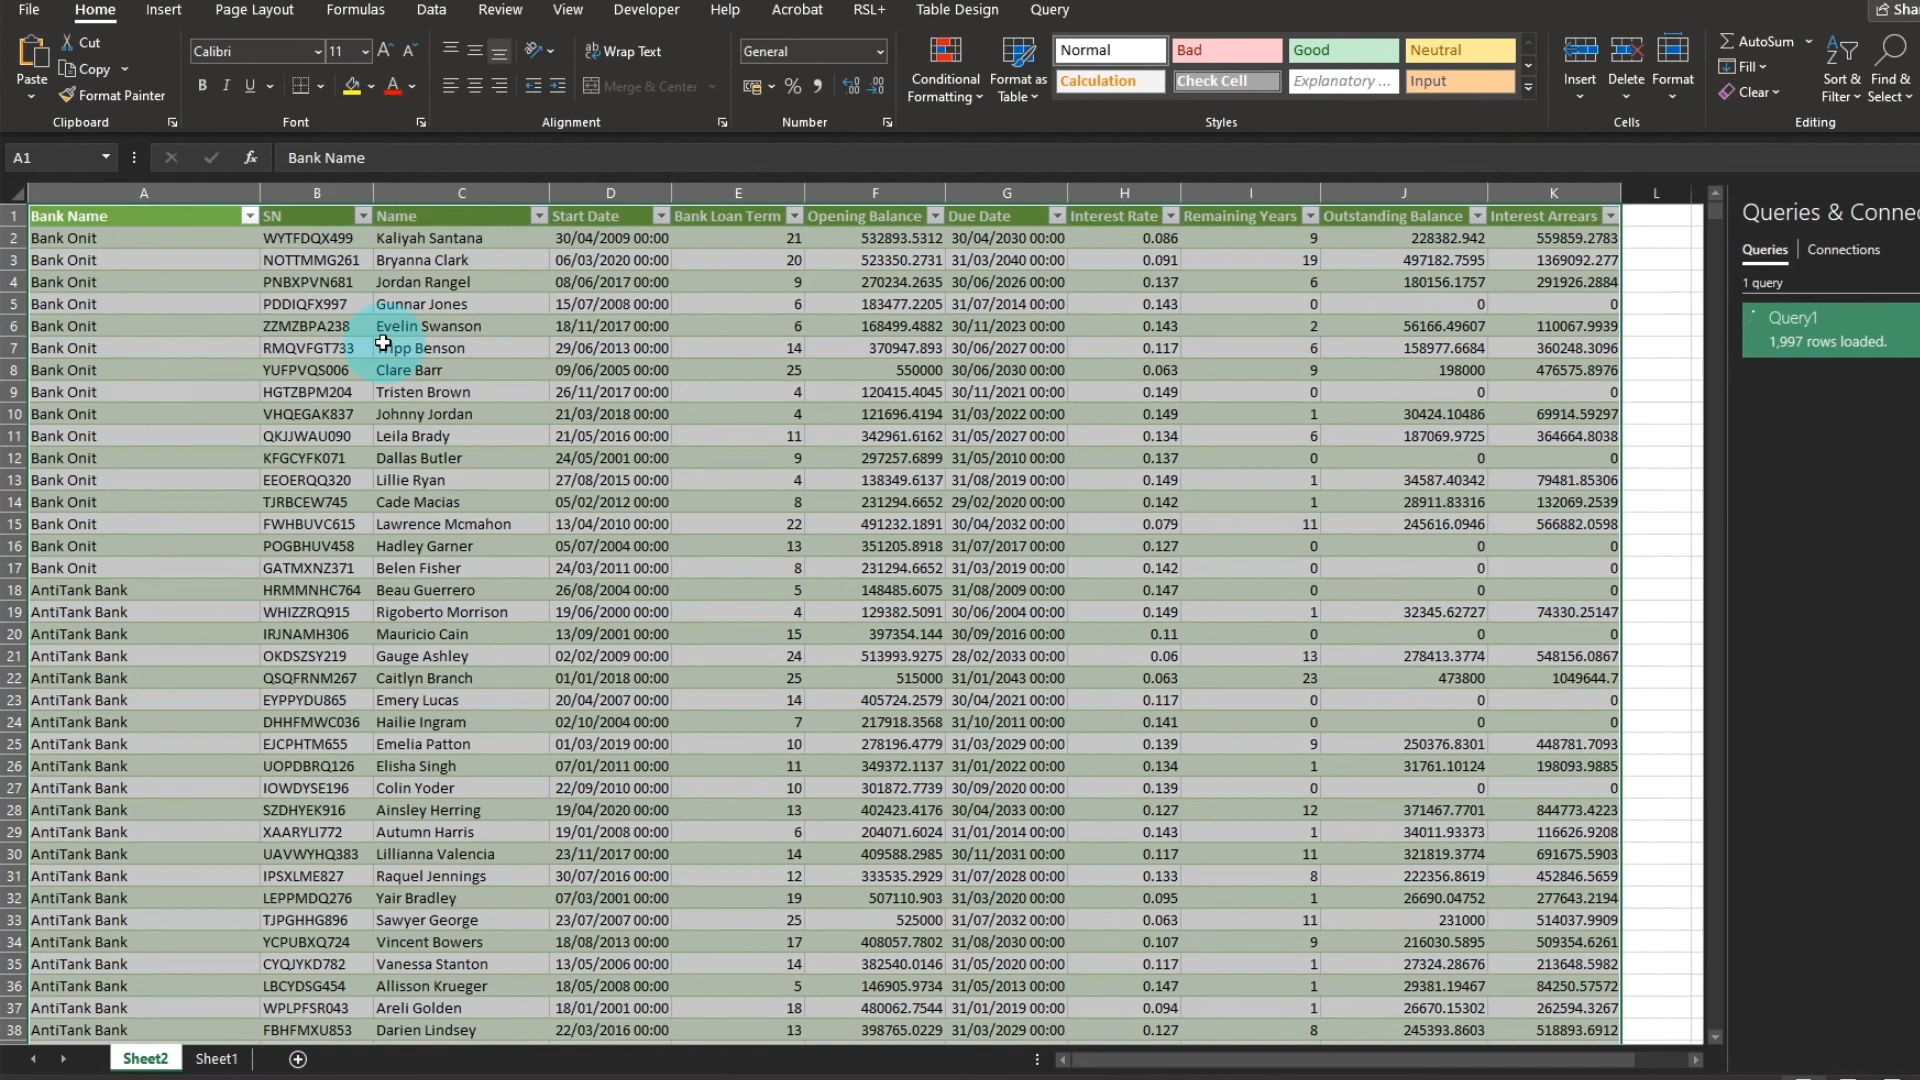 File Home Insert Page Layout Formulas Data Review View Developer Help Acrobat RSL+ Table Design Query Sha
Paste Cut Copy Format Painter
Clipboard
Calibri 11
B I U A
Font
Wrap Text
Merge & Center
Alignment
General
%
Number
Conditional Formatting Format as Table
Normal Bad Good Neutral
Calculation Check Cell Explanatory ... Input
Styles
Insert Delete Format
Cells
AutoSum
Fill
Clear
Sort & Filter Find & Select
Editing
A1 fx Bank Name
A B C D E F G H I J K L
1 Bank Name SN Name Start Date Bank Loan Term Opening Balance Due Date Interest Rate Remaining Years Outstanding Balance Interest Arrears
2 Bank Onit WYTFDQX499 Kaliyah Santana 30/04/2009 00:00 21 532893.5312 30/04/2030 00:00 0.086 9 228382.942 559859.2783
3 Bank Onit NOTTMMG261 Bryanna Clark 06/03/2020 00:00 20 523350.2731 31/03/2040 00:00 0.091 19 497182.7595 1369092.277
4 Bank Onit PNBXPVN681 Jordan Rangel 08/06/2017 00:00 9 270234.2635 30/06/2026 00:00 0.137 6 180156.1757 291926.2884
5 Bank Onit PDDIQFX997 Gunnar Jones 15/07/2008 00:00 6 183477.2205 31/07/2014 00:00 0.143 0 0 0
6 Bank Onit ZZMZBPA238 Evelin Swanson 18/11/2017 00:00 6 168499.4882 30/11/2023 00:00 0.143 2 56166.49607 110067.9939
7 Bank Onit RMQVFGT733 Benson 29/06/2013 00:00 14 370947.893 30/06/2027 00:00 0.117 6 158977.6684 360248.3096
8 Bank Onit YUFPVQS006 Clare Barr 09/06/2005 00:00 25 550000 30/06/2030 00:00 0.063 9 198000 476575.8976
9 Bank Onit HGTZBPM204 Tristen Brown 26/11/2017 00:00 4 120415.4045 30/11/2021 00:00 0.149 0 0 0
10 Bank Onit VHQEGAK837 Johnny Jordan 21/03/2018 00:00 4 121696.4194 31/03/2022 00:00 0.149 1 30424.10486 69914.59297
11 Bank Onit QKJJWAU090 Leila Brady 21/05/2016 00:00 11 342961.6162 31/05/2027 00:00 0.134 6 187069.9725 364664.8038
12 Bank Onit KFGCYFK071 Dallas Butler 24/05/2001 00:00 9 297257.6899 31/05/2010 00:00 0.137 0 0 0
13 Bank Onit EEOERQQ320 Lillie Ryan 27/08/2015 00:00 4 138349.6137 31/08/2019 00:00 0.149 1 34587.40342 79481.85306
14 Bank Onit TJRBCEW745 Cade Macias 05/02/2012 00:00 8 231294.6652 29/02/2020 00:00 0.142 1 28911.83316 132069.2539
15 Bank Onit FWHBUVC615 Lawrence Mcmahon 13/04/2010 00:00 22 491232.1891 30/04/2032 00:00 0.079 11 245616.0946 566882.0598
16 Bank Onit POGBHUV458 Hadley Garner 05/07/2004 00:00 13 351205.8918 31/07/2017 00:00 0.127 0 0 0
17 Bank Onit GATMXNZ371 Belen Fisher 24/03/2011 00:00 8 231294.6652 31/03/2019 00:00 0.142 0 0 0
18 AntiTank Bank HRMMNHC764 Beau Guerrero 26/08/2004 00:00 5 148485.6075 31/08/2009 00:00 0.147 0 0 0
19 AntiTank Bank WHIZZRQ915 Rigoberto Morrison 19/06/2000 00:00 4 129382.5091 30/06/2004 00:00 0.149 1 32345.62727 74330.25147
20 AntiTank Bank IRJNAMH306 Mauricio Cain 13/09/2001 00:00 15 397354.144 30/09/2016 00:00 0.11 0 0 0
21 AntiTank Bank OKDSZSY219 Gauge Ashley 02/02/2009 00:00 24 513993.9275 28/02/2033 00:00 0.06 13 278413.3774 548156.0867
22 AntiTank Bank QSQFRNM267 Caitlyn Branch 01/01/2018 00:00 25 515000 31/01/2043 00:00 0.063 23 473800 1049644.7
23 AntiTank Bank EYPPYDU865 Emery Lucas 20/04/2007 00:00 14 405724.2579 30/04/2021 00:00 0.117 0 0 0
24 AntiTank Bank DHHFMWC036 Hailie Ingram 02/10/2004 00:00 7 217918.3568 31/10/2011 00:00 0.141 0 0 0
25 AntiTank Bank EJCPHTM655 Emelia Patton 01/03/2019 00:00 10 278196.4779 31/03/2029 00:00 0.139 9 250376.8301 448781.7093
26 AntiTank Bank UOPDBRQ126 Elisha Singh 07/01/2011 00:00 11 349372.1137 31/01/2022 00:00 0.134 1 31761.10124 198093.9885
27 AntiTank Bank IOWDYSE196 Colin Yoder 22/09/2010 00:00 10 301872.7739 30/09/2020 00:00 0.139 0 0 0
28 AntiTank Bank SZDHYEK916 Ainsley Herring 19/04/2020 00:00 13 402423.4176 30/04/2033 00:00 0.127 12 371467.7701 844773.4223
29 AntiTank Bank XAARYLI772 Autumn Harris 19/01/2008 00:00 6 204071.6024 31/01/2014 00:00 0.143 1 34011.93373 116626.9208
30 AntiTank Bank UAVWYHQ383 Lillianna Valencia 23/11/2017 00:00 14 409588.2985 30/11/2031 00:00 0.117 11 321819.3774 691675.5903
31 AntiTank Bank IPSXLME827 Raquel Jennings 30/07/2016 00:00 12 333535.2929 31/07/2028 00:00 0.133 8 222356.8619 452846.5659
32 AntiTank Bank LEPPMDQ276 Yair Bradley 07/03/2001 00:00 19 507110.903 31/03/2020 00:00 0.095 1 26690.04752 277643.2194
33 AntiTank Bank TJPGHHG896 Sawyer George 23/07/2007 00:00 25 525000 31/07/2032 00:00 0.063 11 231000 514037.9909
34 AntiTank Bank YCPUBXQ724 Vincent Bowers 18/08/2013 00:00 17 408057.7802 31/08/2030 00:00 0.107 9 216030.5895 509354.6261
35 AntiTank Bank CYQJYKD782 Vanessa Stanton 13/05/2006 00:00 14 382540.0146 31/05/2020 00:00 0.117 1 27324.28676 213648.5982
36 AntiTank Bank LBCYDSG454 Allisson Krueger 18/05/2008 00:00 5 146905.9734 31/05/2013 00:00 0.147 1 29381.19467 84250.57572
37 AntiTank Bank WPLPFSR043 Areli Golden 18/01/2001 00:00 18 480062.7544 31/01/2019 00:00 0.094 1 26670.15302 262594.3267
38 AntiTank Bank FBHFMXU853 Darien Lindsey 22/03/2016 00:00 13 398765.0229 31/03/2029 00:00 0.127 8 245393.8603 518893.6912
Sheet2 Sheet1
Queries & Conne
Queries Connections
1 query
Query1
1,997 rows loaded.